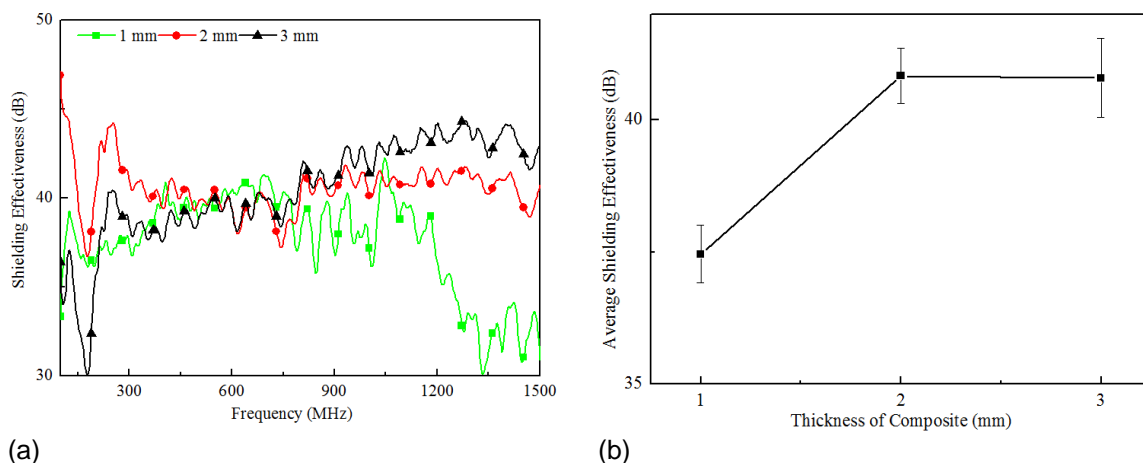 50
1 mm 2 mm 3 mm
Shielding Effectiveness (dB)
40
30
300 600 900 1200 1500
Frequency (MHz)
(a)
Average Shielding Effectiveness (dB)
40
35
1 2 3
Thickness of Composite (mm)
(b)